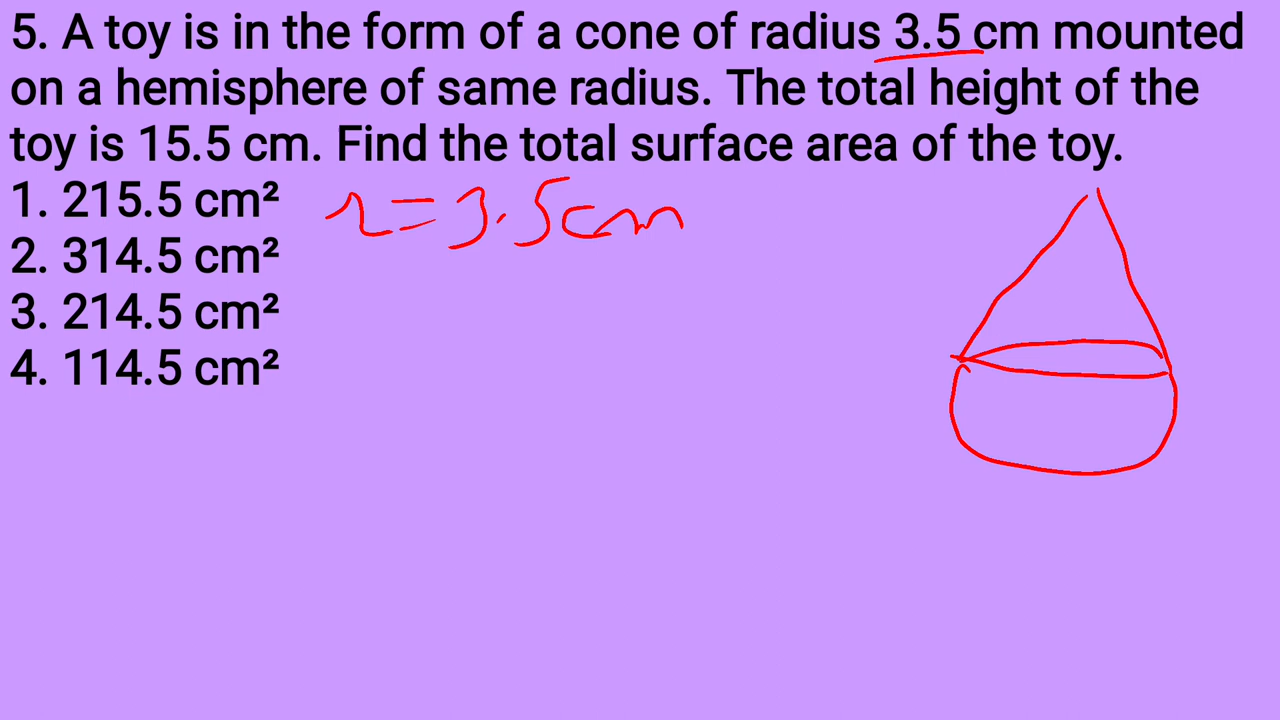 5. A toy is in the form of a cone of radius 3.5 cm mounted
on a hemisphere of same radius. The total height of the
toy is 15.5 cm. Find the total surface area of the toy.
1. 215.5 cm²
r = 3.5cm
2. 314.5 cm²
3. 214.5 cm²
4. 114.5 cm²